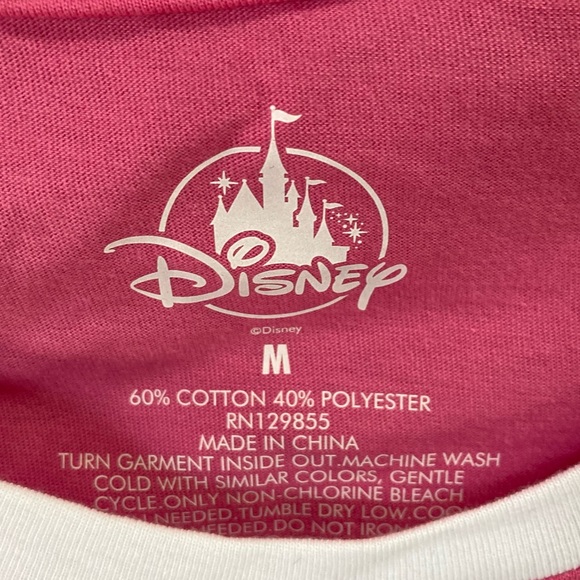 Disney
©Disney
M
60% COTTON 40% POLYESTER
RN129855
MADE IN CHINA
TURN GARMENT INSIDE OUT.MACHINE WASH
COLD WITH SIMILAR COLORS, GENTLE
CYCLE ONLY NON-CHLORINE BLEACH
NEEDED.TUMBLE DRY LOW.COOL
NEEDED.DO NOT IRON